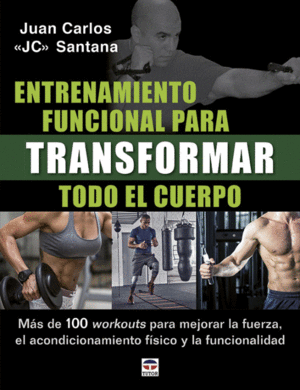 Juan Carlos
«JC» Santana
ENTRENAMIENTO
FUNCIONAL PARA
TRANSFORMAR
TODO EL CUERPO
Más de 100 workouts para mejorar la fuerza,
el acondicionamiento físico y la funcionalidad
TUTOR